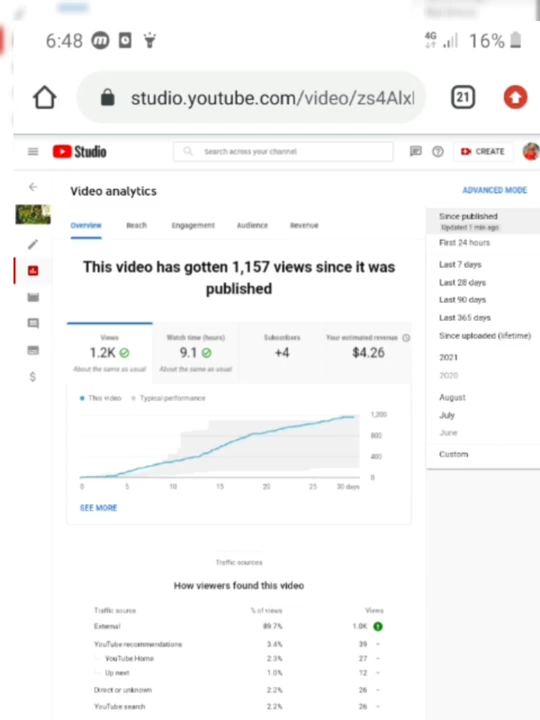 6:48
4G
16%
studio.youtube.com/video/zs4Alxl
21
Studio
Search across your channel
CREATE
Video analytics
ADVANCED MODE
Overview Reach Engagement Audience Revenue
This video has gotten 1,157 views since it was
published
Views
1.2K
About the same as usual
Watch time (hours)
9.1
About the same as usual
Subscribers
+4
Your estimated revenue
$4.26
This video Typical performance
1,200
800
400
0
0 5 10 15 20 25 30 days
SEE MORE
Since published
Updated 1 min ago
First 24 hours
Last 7 days
Last 28 days
Last 90 days
Last 365 days
Since uploaded (lifetime)
2021
2020
August
July
June
Custom
Traffic sources
How viewers found this video
Traffic source % of views Views
External 89.7% 1.0K
YouTube recommendations 3.4% 39 –
YouTube Home 2.3% 27 –
Up next 1.0% 12 –
Direct or unknown 2.2% 26 –
YouTube search 2.2% 26 –